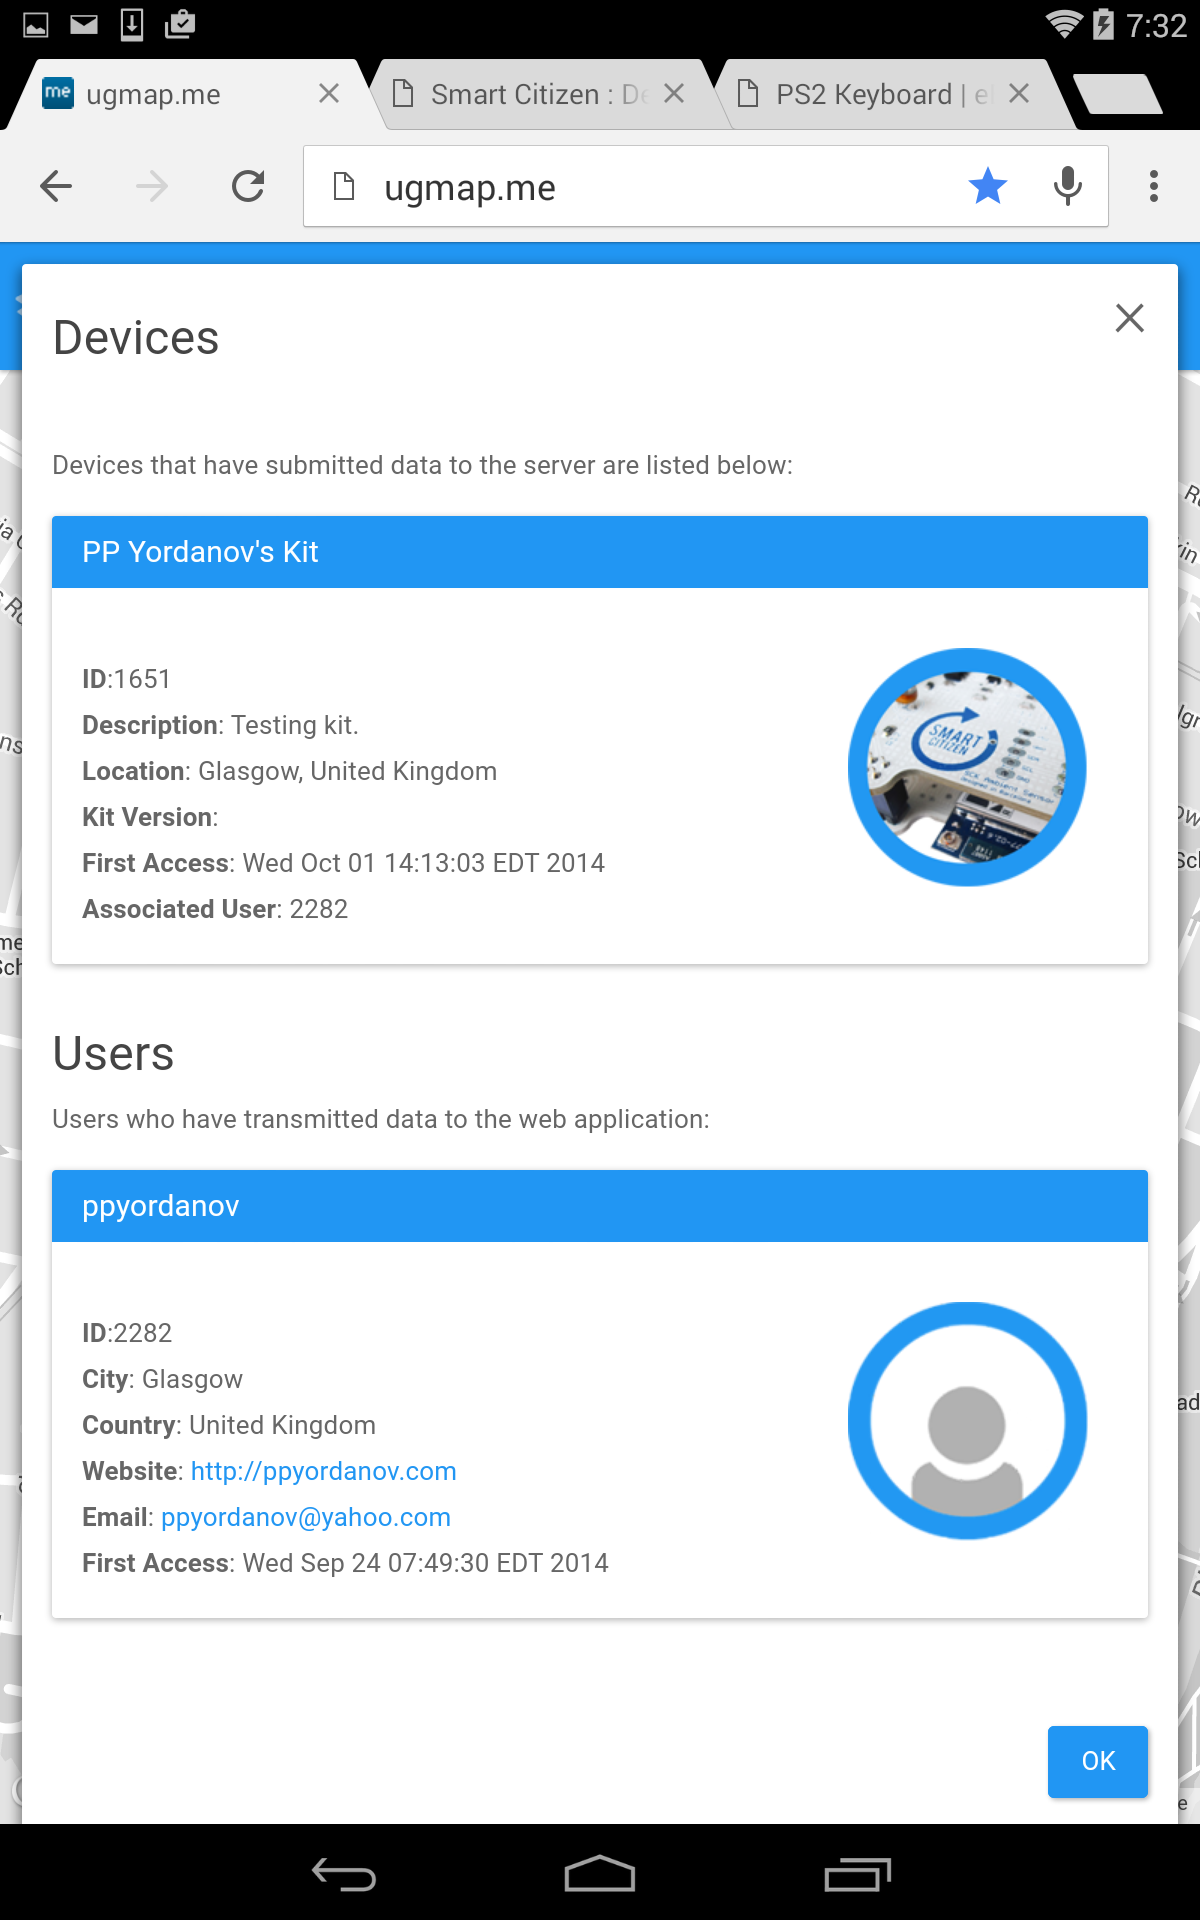 7:32
me ugmap.me
Smart Citizen : De
PS2 Keyboard | e
ugmap.me
Devices
Devices that have submitted data to the server are listed below:
PP Yordanov's Kit
ID:1651
Description: Testing kit.
Location: Glasgow, United Kingdom
Kit Version:
First Access: Wed Oct 01 14:13:03 EDT 2014
Associated User: 2282
SMART
CITIZEN
Users
Users who have transmitted data to the web application:
ppyordanov
ID:2282
City: Glasgow
Country: United Kingdom
Website: http://ppyordanov.com
Email: ppyordanov@yahoo.com
First Access: Wed Sep 24 07:49:30 EDT 2014
OK